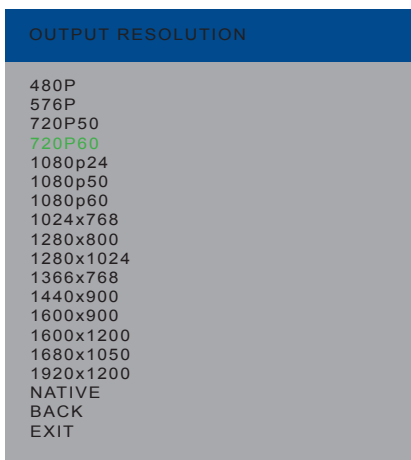 OUTPUT RESOLUTION
480P
576P
720P50
720P60
1080p24
1080p50
1080p60
1024x768
1280x800
1280x1024
1366x768
1440x900
1600x900
1600x1200
1680x1050
1920x1200
NATIVE
BACK
EXIT